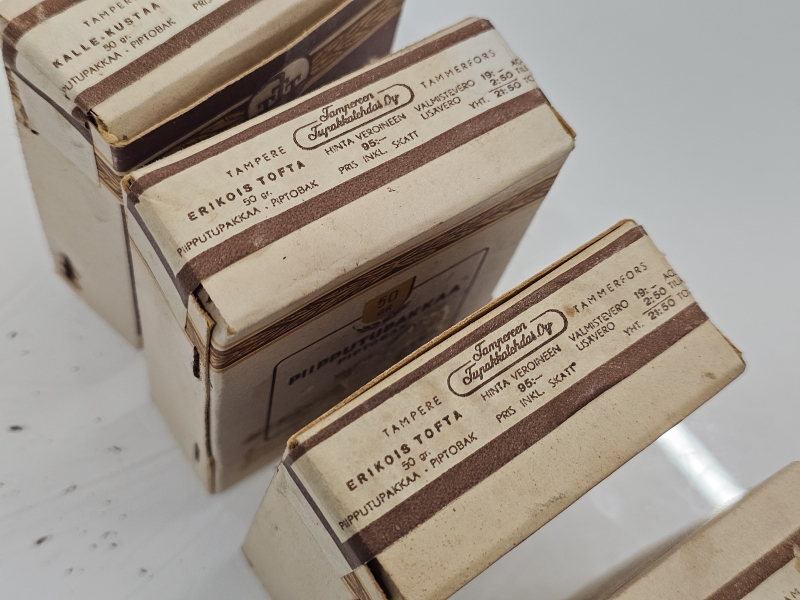 TAMPERE
KALLE-KUSTAA
50 gr.
PIPTOBAK
TAMPERE
ERIKOIS TOFTA
50 gr.
PIIPPUTUPAKKAA - PIPTOBAK
Tampereen
Tupakkatehdas Oy
HINTA VEROINEEN
95:—
PRIS INKL. SKATT
TAMMERFORS
VALMISTEVERO 19:—
LISÄVERO 2:50
YHT. 21:50
50
PIIPPUTUPAKKAA
TAMPERE
ERIKOIS TOFTA
50 gr.
PIIPPUTUPAKKAA - PIPTOBAK
Tampereen
Tupakkatehdas Oy
HINTA VEROINEEN
95:—
PRIS INKL. SKATT
TAMMERFORS
VALMISTEVERO 19:—
LISÄVERO 2:50
YHT. 21:50